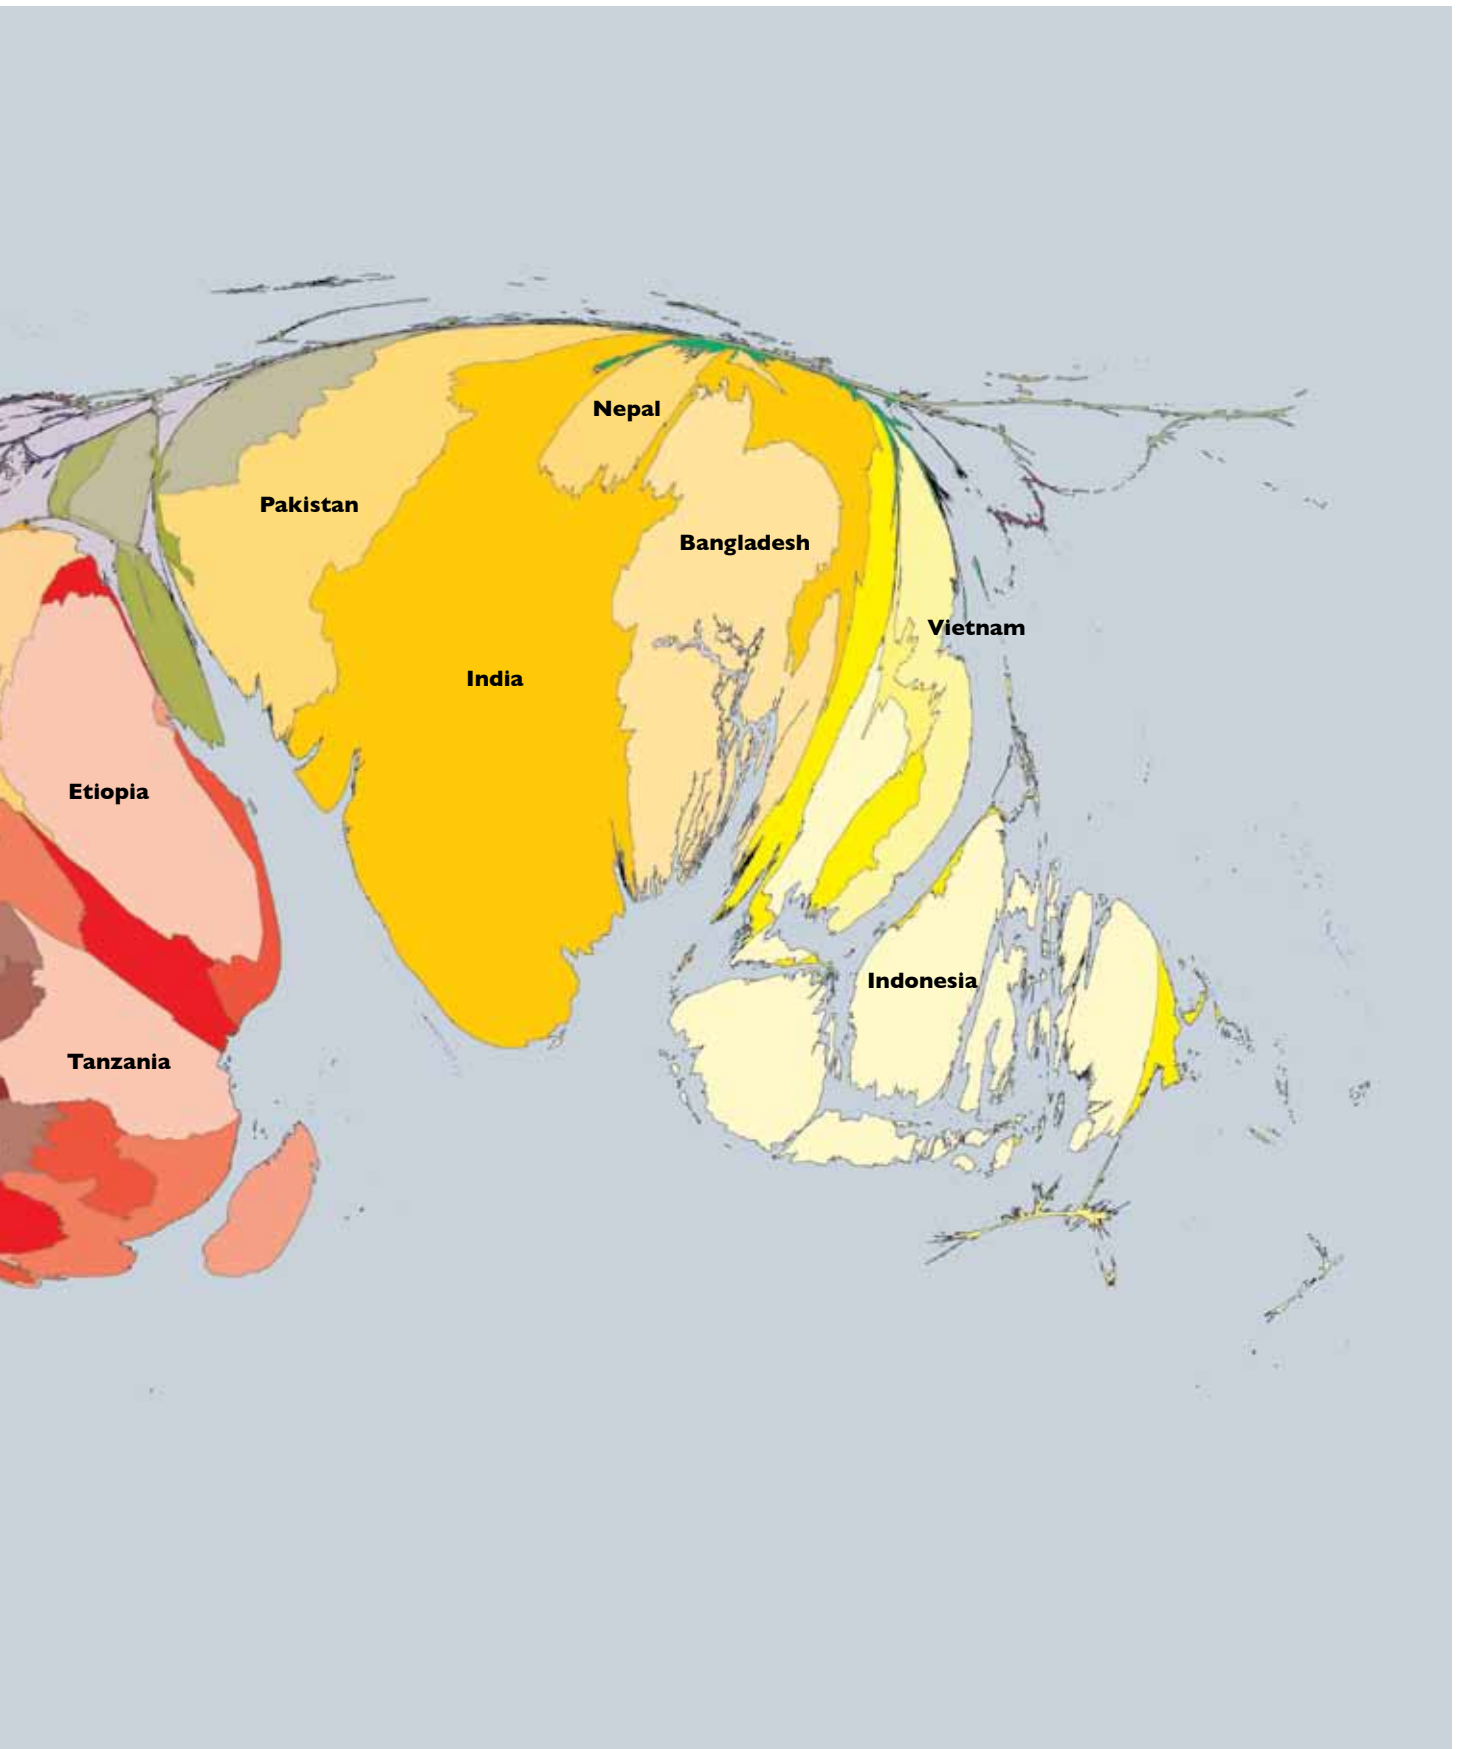 Nepal
Pakistan
Bangladesh
Vietnam
India
Etiopia
Indonesia
Tanzania